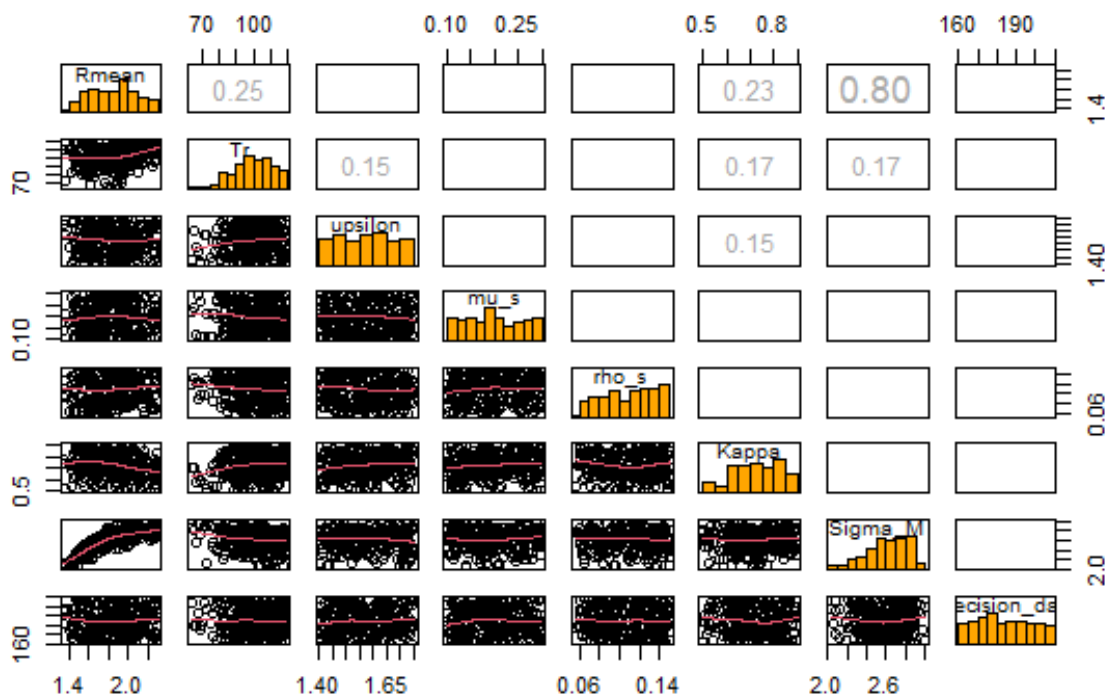 70 100 0.10 0.25 0.5 0.8 160 190
Rmean 0.25 0.23 0.80 1.4
70 Tr 0.15 0.17 0.17
upsilon 0.15 1.40
0.10 mu_s
rho_s 0.06
0.5 Kappa
Sigma_M 2.0
160 ecision_da
1.4 2.0 1.40 1.65 0.06 0.14 2.0 2.6